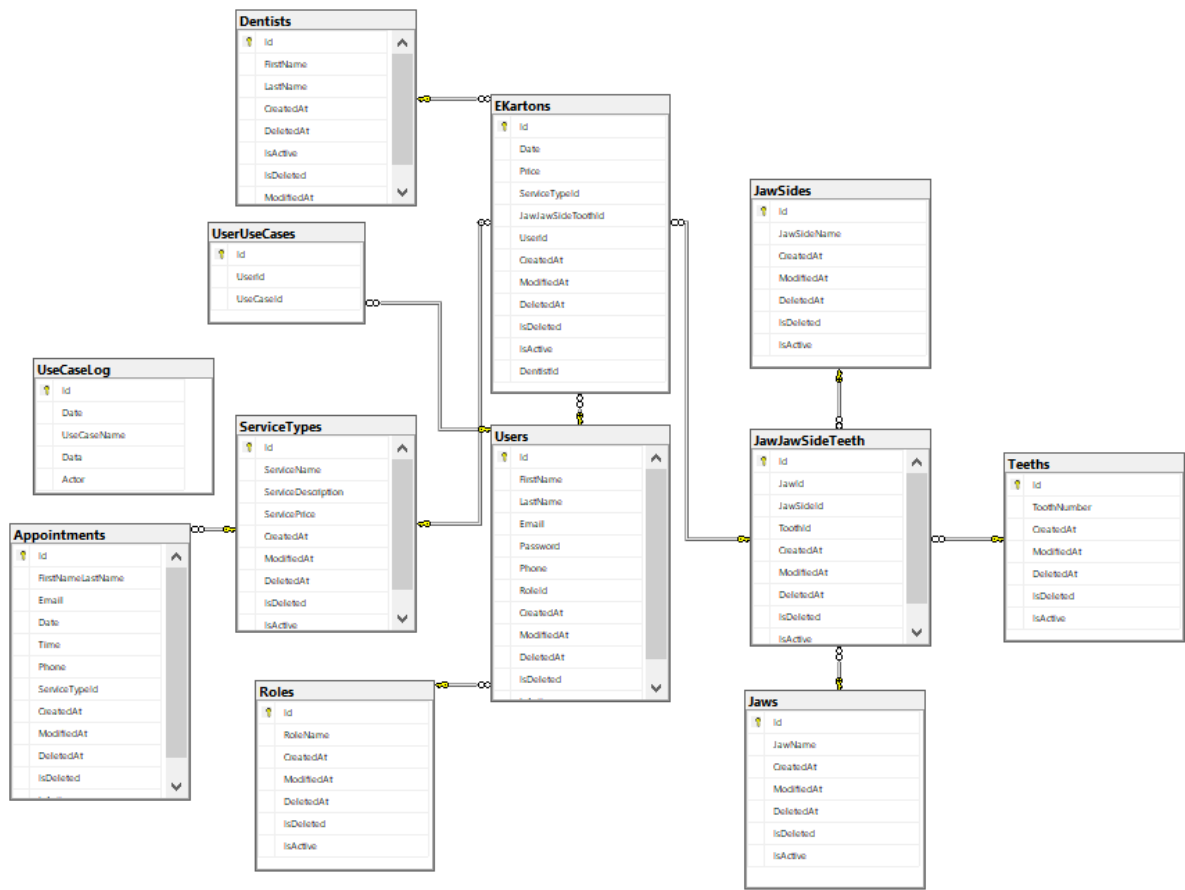 Dentists
Id
FirstName
LastName
CreatedAt
DeletedAt
IsActive
IsDeleted
ModifiedAt
EKartons
Id
Date
Price
ServiceTypeId
JawJawSideToothId
UserId
CreatedAt
ModifiedAt
DeletedAt
IsDeleted
IsActive
DentistId
JawSides
Id
JawSideName
CreatedAt
ModifiedAt
DeletedAt
IsDeleted
IsActive
UserUseCases
Id
UserId
UseCaseId
UseCaseLog
Id
Date
UseCaseName
Data
Actor
ServiceTypes
Id
ServiceName
ServiceDescription
ServicePrice
CreatedAt
ModifiedAt
DeletedAt
IsDeleted
IsActive
Users
Id
FirstName
LastName
Email
Password
Phone
RoleId
CreatedAt
ModifiedAt
DeletedAt
IsDeleted
JawJawSideTeeth
Id
JawId
JawSideId
ToothId
CreatedAt
ModifiedAt
DeletedAt
IsDeleted
IsActive
Teeths
Id
ToothNumber
CreatedAt
ModifiedAt
DeletedAt
IsDeleted
IsActive
Appointments
Id
FirstNameLastName
Email
Date
Time
Phone
ServiceTypeId
CreatedAt
ModifiedAt
DeletedAt
IsDeleted
Roles
Id
RoleName
CreatedAt
ModifiedAt
DeletedAt
IsDeleted
IsActive
Jaws
Id
JawName
CreatedAt
ModifiedAt
DeletedAt
IsDeleted
IsActive